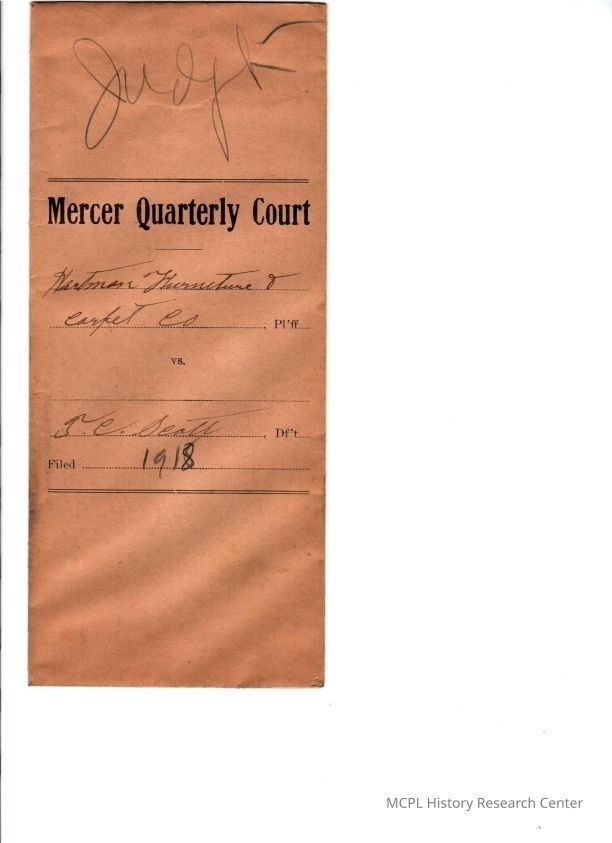 Judgt
Mercer Quarterly Court
Hartman Furniture &
Carpet Co Pl'ff
vs.
C. Scott Df't
Filed 1918
MCPL History Research Center